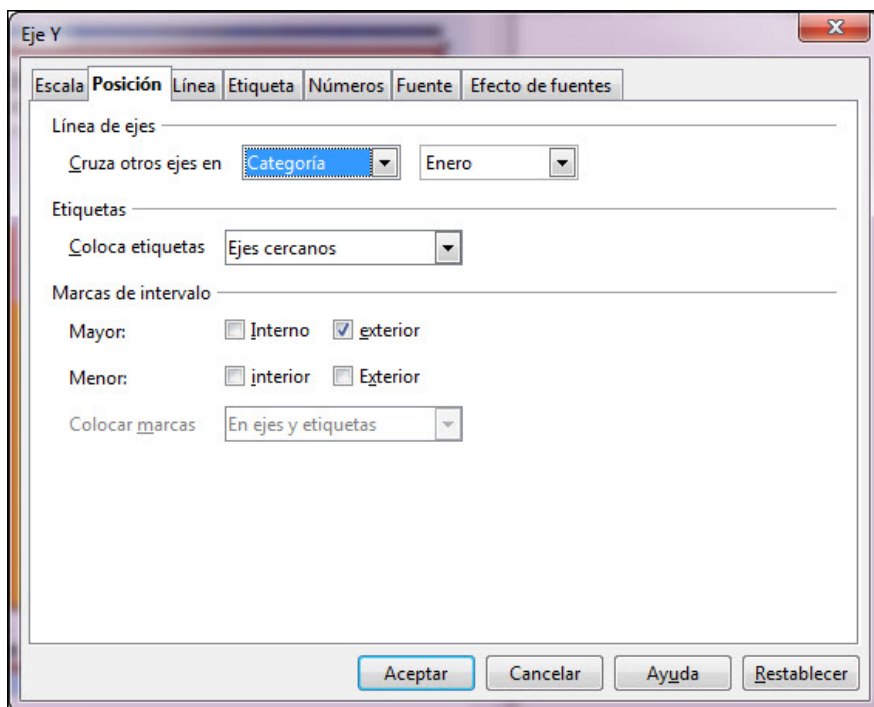 Eje Y
Escala Posición Línea Etiqueta Números Fuente Efecto de fuentes
Línea de ejes
Cruza otros ejes en Categoría Enero
Etiquetas
Coloca etiquetas Ejes cercanos
Marcas de intervalo
Mayor: Interno exterior
Menor: interior Exterior
Colocar marcas En ejes y etiquetas
Aceptar Cancelar Ayuda Restablecer